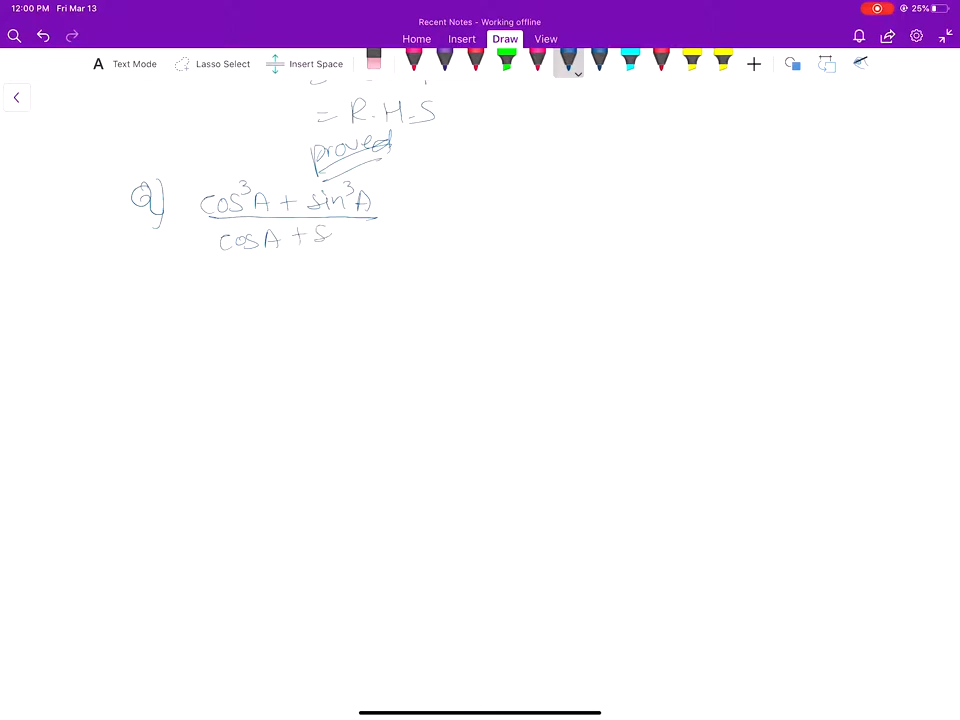 12:00 PM Fri Mar 13
25%
Recent Notes - Working offline
Home Insert Draw View
A Text Mode Lasso Select Insert Space
= R.H.S
proved
Q) cos³A + sin³A
cosA + s